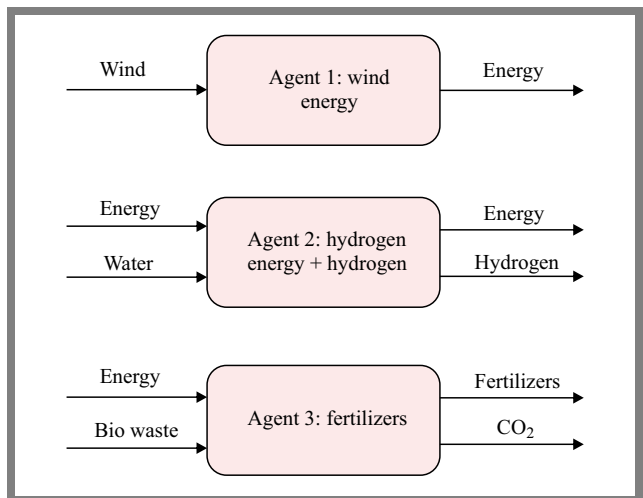 Wind
Agent 1: wind
energy
Energy
Energy
Water
Agent 2: hydrogen
energy + hydrogen
Energy
Hydrogen
Energy
Bio waste
Agent 3: fertilizers
Fertilizers
CO₂